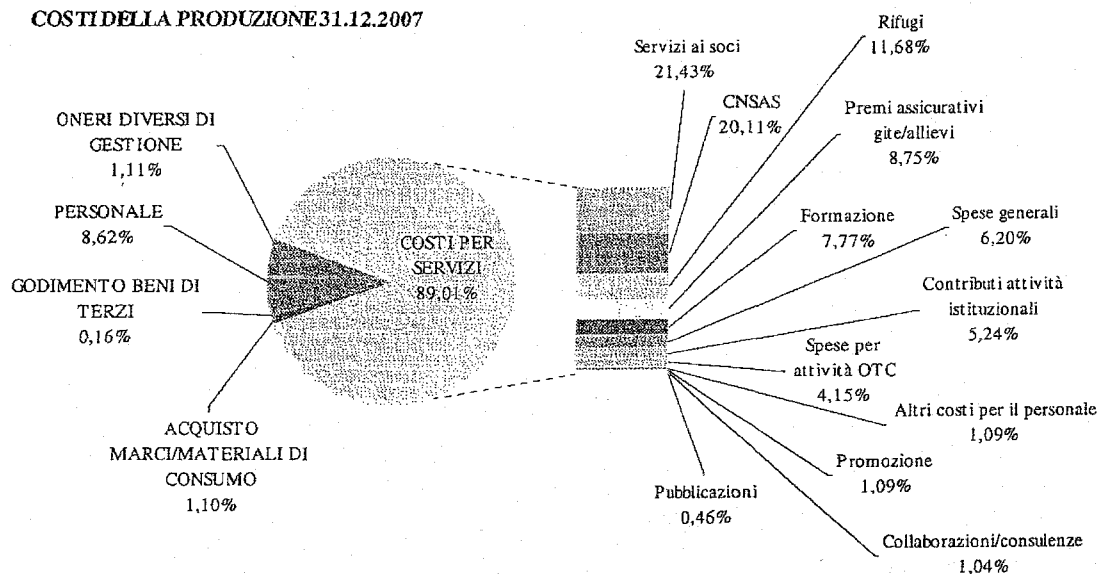 COSTI DELLA PRODUZIONE 31.12.2007
ONERI DIVERSI DI
GESTIONE
1,11%
PERSONALE
8,62%
GODIMENTO BENI DI
TERZI
0,16%
ACQUISTO
MARCI/MATERIALI DI
CONSUMO
1,10%
COSTI PER
SERVIZI
89,01%
Servizi ai soci
21,43%
CNSAS
20,11%
Rifugi
11,68%
Premi assicurativi
gite/allievi
8,75%
Formazione
7,77%
Spese generali
6,20%
Contributi attività
istituzionali
5,24%
Spese per
attività OTC
4,15%
Altri costi per il personale
1,09%
Promozione
1,09%
Collaborazioni/consulenze
1,04%
Pubblicazioni
0,46%